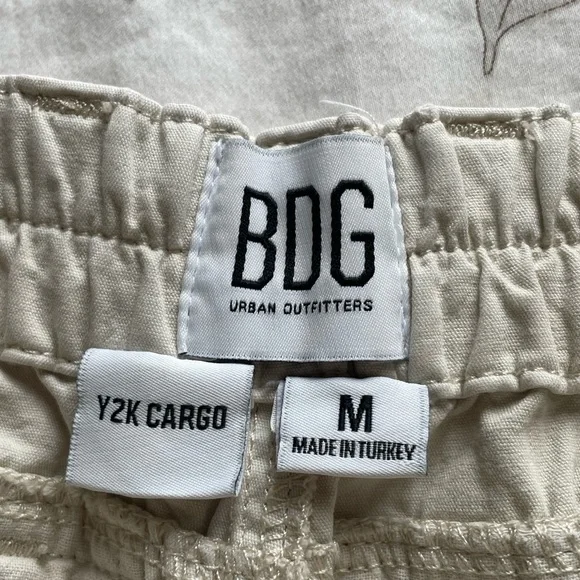 BDG
URBAN OUTFITTERS
Y2K CARGO
M
MADE IN TURKEY